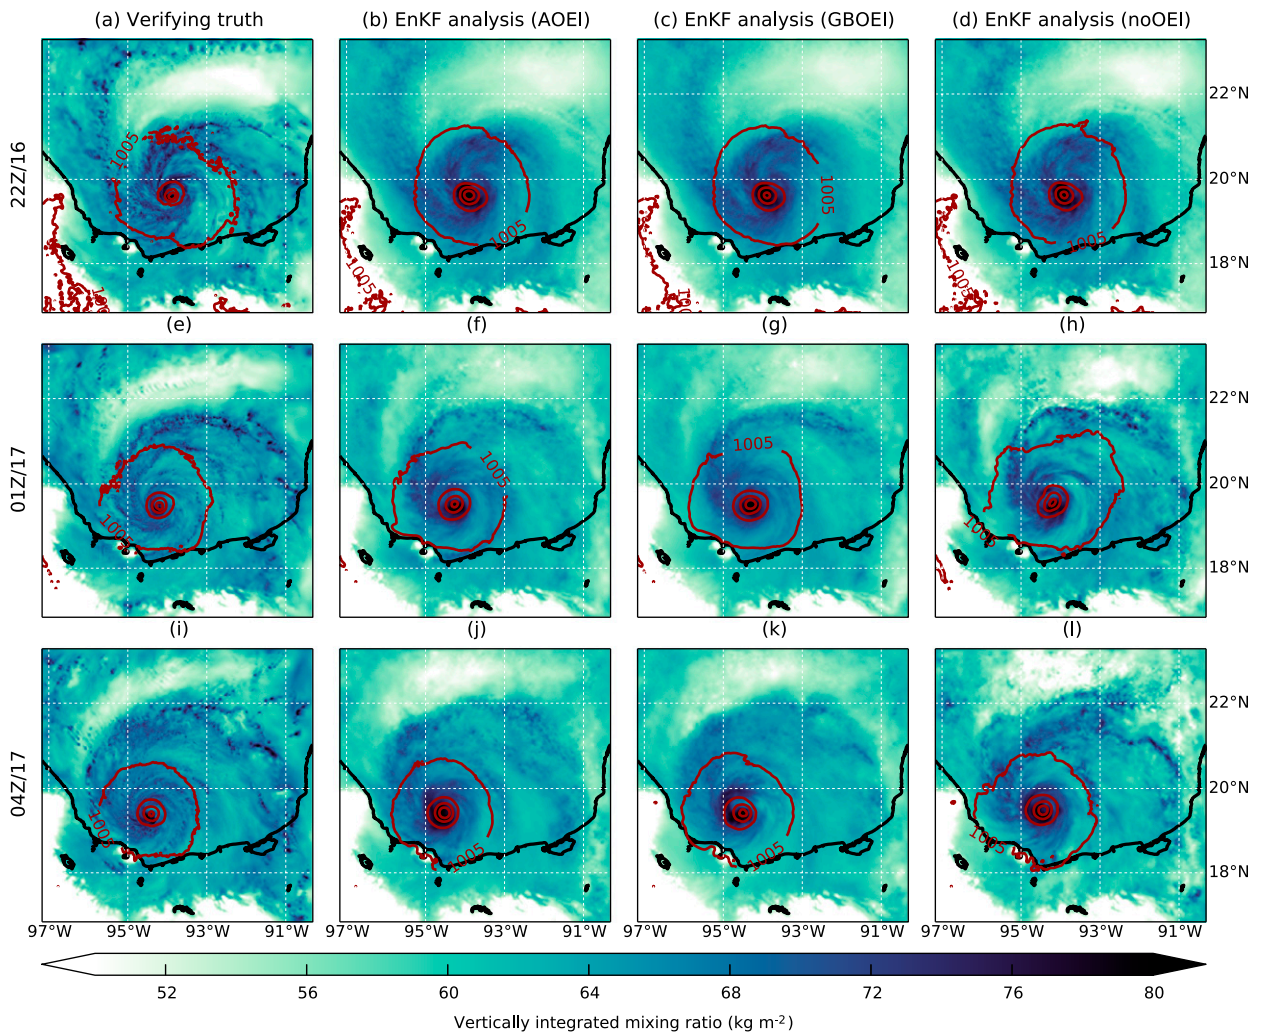 (a) Verifying truth (b) EnKF analysis (AOEI) (c) EnKF analysis (GBOEI) (d) EnKF analysis (noOEI)
22Z/16
1005
1005
1005
1005
1005
1005
1005
22°N
20°N
18°N
(e) (f) (g) (h)
01Z/17
1005
1005
1005
1005
22°N
20°N
18°N
(i) (j) (k) (l)
04Z/17
1005
1005
1005
1005
22°N
20°N
18°N
97°W 95°W 93°W 91°W 97°W 95°W 93°W 91°W 97°W 95°W 93°W 91°W 97°W 95°W 93°W 91°W
52 56 60 64 68 72 76 80
Vertically integrated mixing ratio (kg m-2)